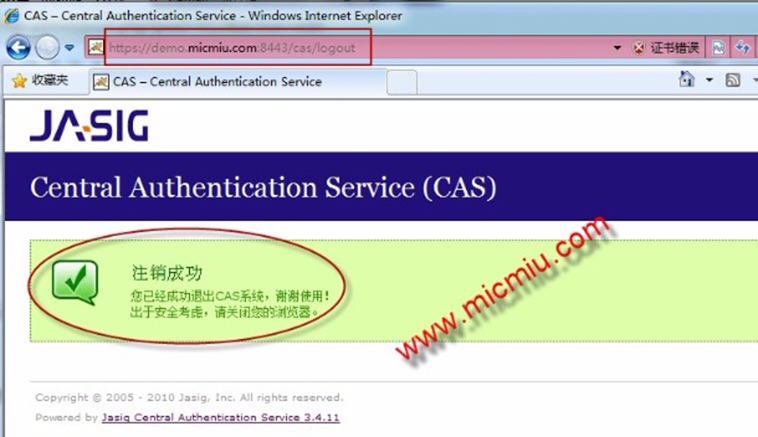 CAS – Central Authentication Service - Windows Internet Explorer
https://demo.micmiu.com:8443/cas/logout
证书错误
收藏夹
CAS – Central Authentication Service
JA-SIG
Central Authentication Service (CAS)
注销成功
您已经成功退出CAS系统，谢谢使用！
出于安全考虑，请关闭您的浏览器。
www.micmiu.com
Copyright © 2005 - 2010 Jasig, Inc. All rights reserved.
Powered by Jasig Central Authentication Service 3.4.11